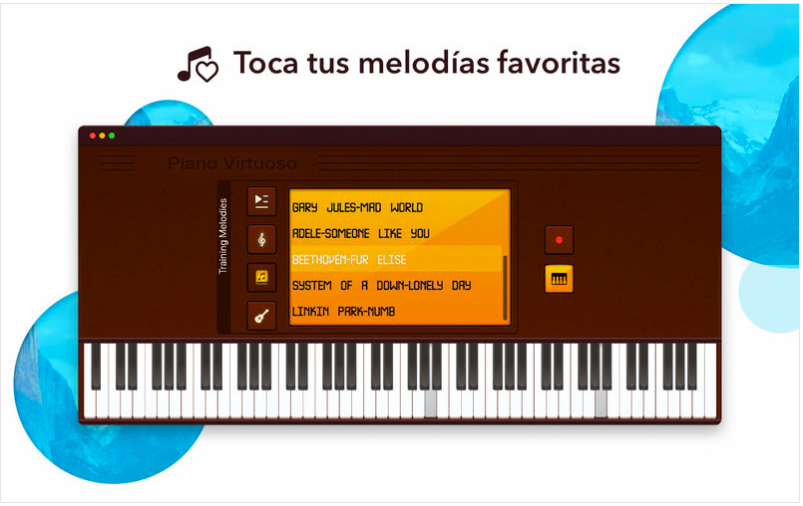 Toca tus melodías favoritas
Piano Virtuoso
Training Melodies
GARY JULES-MAD WORLD
ADELE-SOMEONE LIKE YOU
BEETHOVEN-FUR ELISE
SYSTEM OF A DOWN-LONELY DAY
LINKIN PARK-NUMB